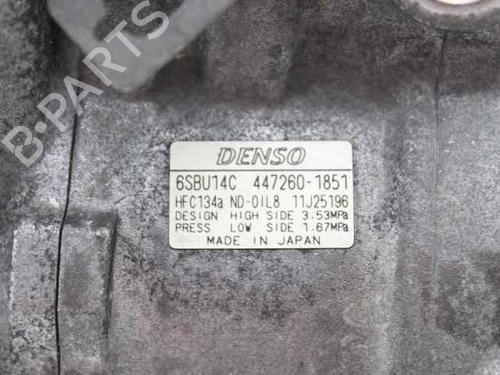 B-PARTS
DENSO
6SBU14C 447260-1851
HFC134a ND-OIL8 11J25196
DESIGN HIGH SIDE 3.53MPa
PRESS LOW SIDE 1.67MPa
MADE IN JAPAN